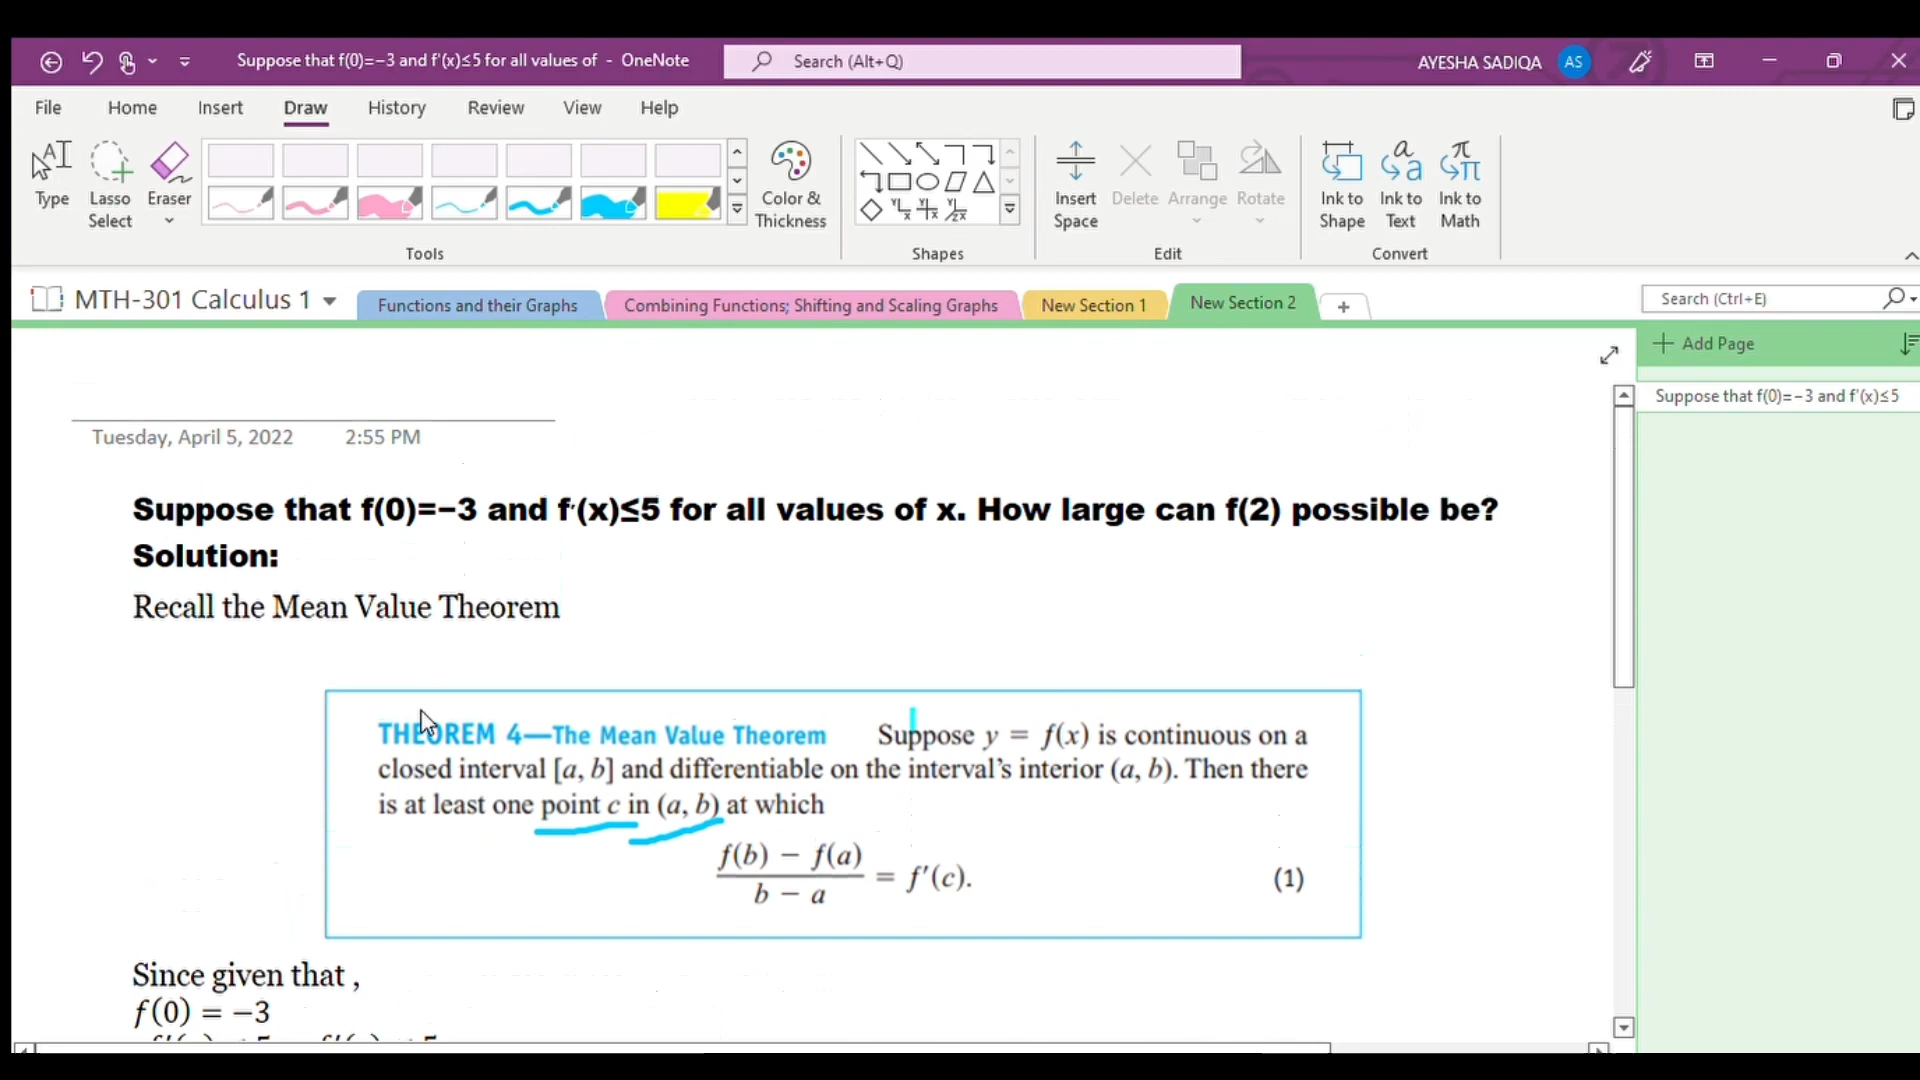 Suppose that f(0)=−3 and f'(x)≤5 for all values of - OneNote
Search (Alt+Q)
AYESHA SADIQA
AS
File Home Insert Draw History Review View Help
Type
Lasso Select
Eraser
Color & Thickness
Insert Space
Delete
Arrange
Rotate
Ink to Shape
Ink to Text
Ink to Math
Tools
Shapes
Edit
Convert
MTH-301 Calculus 1
Functions and their Graphs
Combining Functions; Shifting and Scaling Graphs
New Section 1
New Section 2
Search (Ctrl+E)
Add Page
Suppose that f(0)=−3 and f'(x)≤5
Tuesday, April 5, 2022 2:55 PM
Suppose that f(0)=−3 and f'(x)≤5 for all values of x. How large can f(2) possible be?
Solution:
Recall the Mean Value Theorem
THEOREM 4—The Mean Value Theorem Suppose y = f(x) is continuous on a
closed interval [a, b] and differentiable on the interval's interior (a, b). Then there
is at least one point c in (a, b) at which
f(b) − f(a)
b − a
= f'(c).
(1)
Since given that ,
f(0) = −3